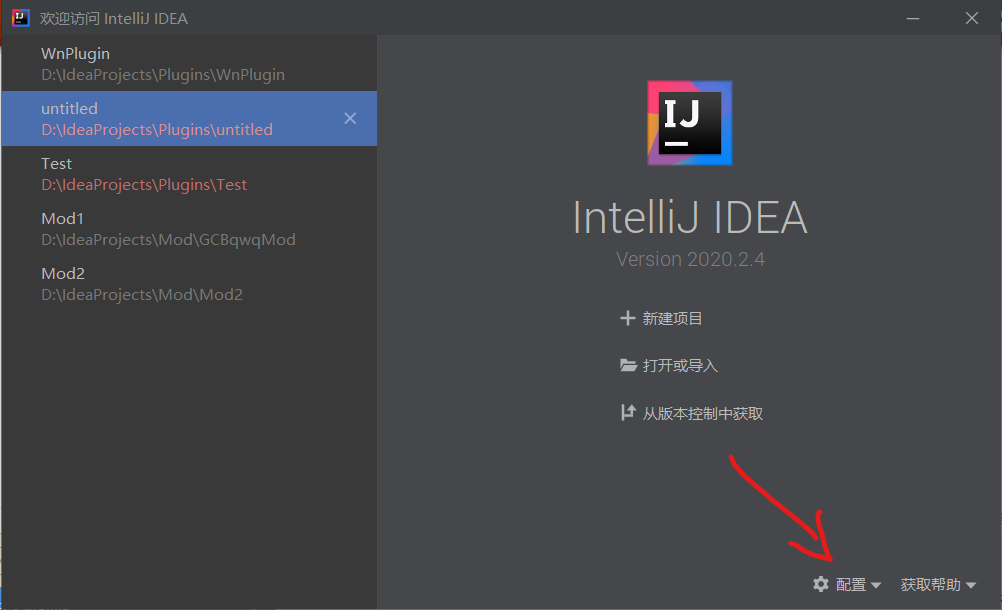 欢迎访问 IntelliJ IDEA
WnPlugin
D:\IdeaProjects\Plugins\WnPlugin
untitled
D:\IdeaProjects\Plugins\untitled
Test
D:\IdeaProjects\Plugins\Test
Mod1
D:\IdeaProjects\Mod\GCBqwqMod
Mod2
D:\IdeaProjects\Mod\Mod2
IJ
IntelliJ IDEA
Version 2020.2.4
新建项目
打开或导入
从版本控制中获取
配置
获取帮助